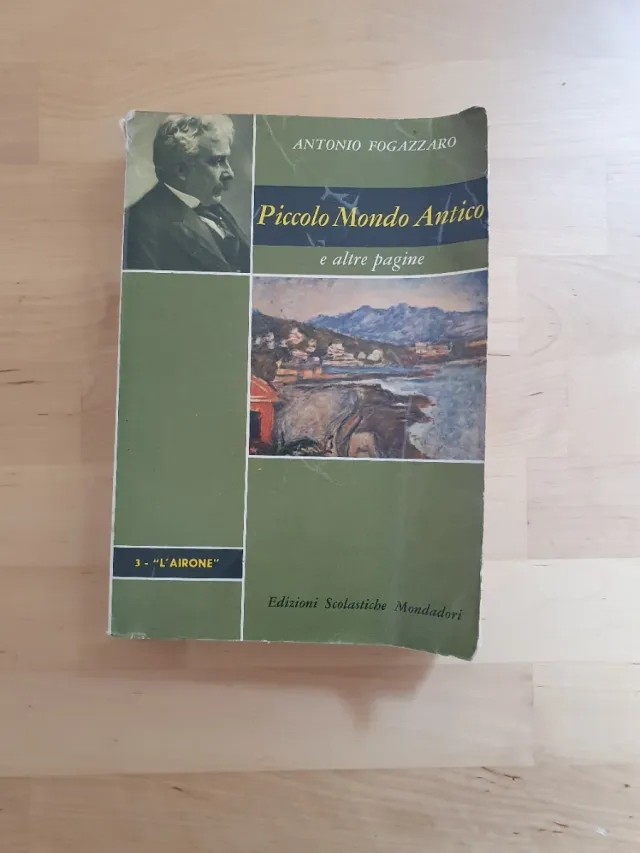 ANTONIO FOGAZZARO
Piccolo Mondo Antico
e altre pagine
3 - "L'AIRONE"
Edizioni Scolastiche Mondadori